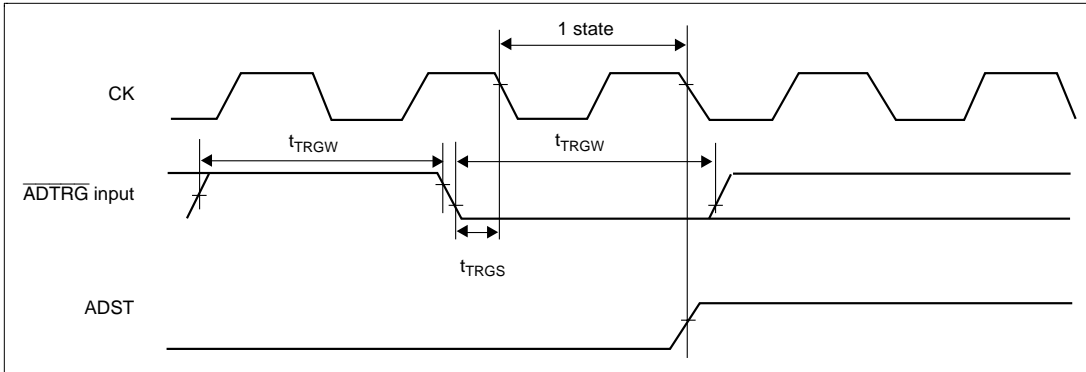 1 state
CK
tTRGW
tTRGW
ADTRG input
tTRGS
ADST